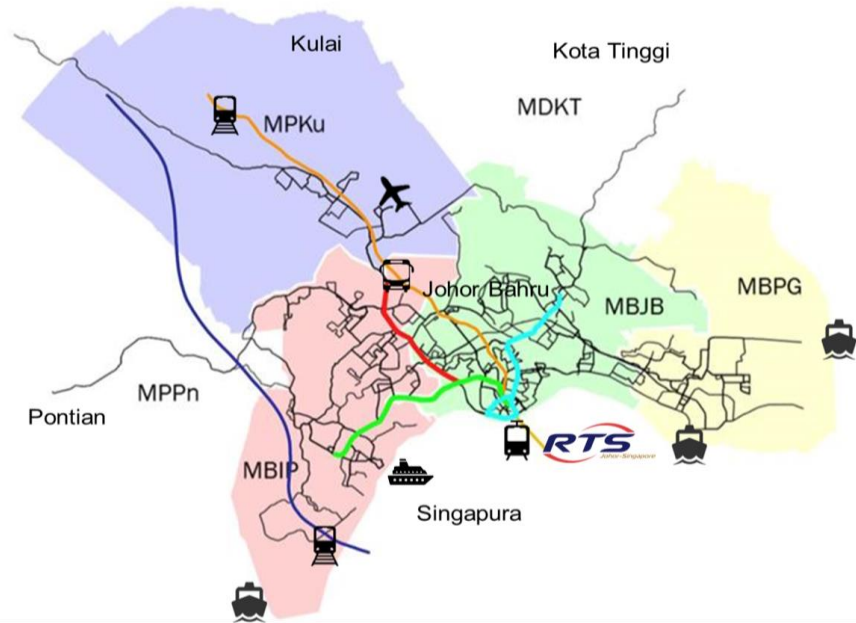 Kulai
Kota Tinggi
MDKT
MPKu
Johor Bahru
MBJB
MBPG
MPPn
Pontian
MBIP
RTS
Johor-Singapore
Singapura